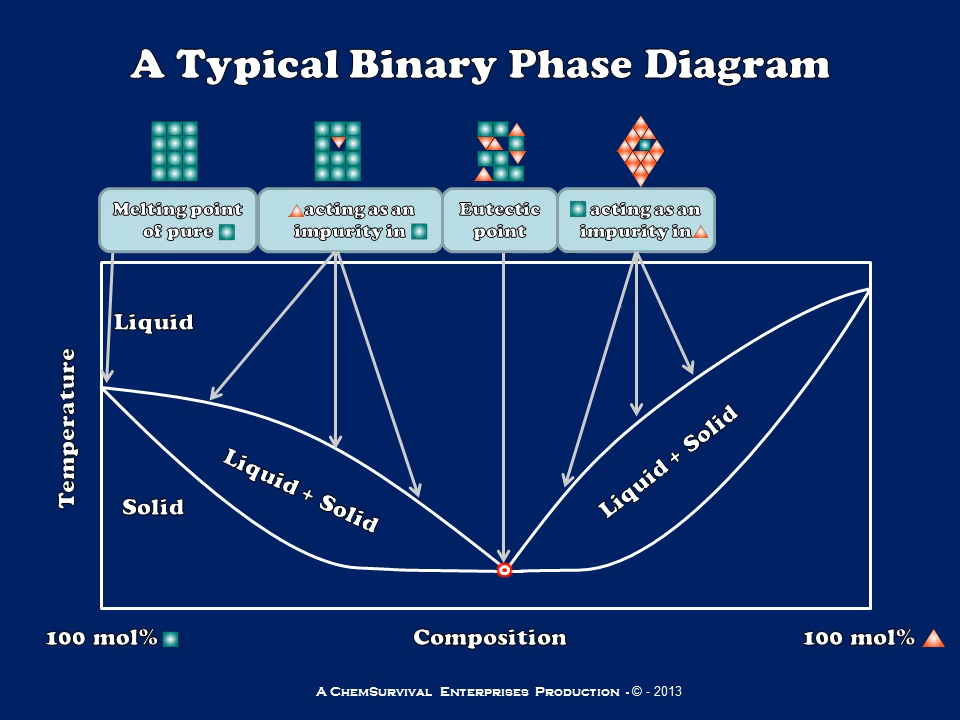 A Typical Binary Phase Diagram
Melting point
of pure
acting as an
impurity in
Eutectic
point
acting as an
impurity in
Liquid
Temperature
Liquid + Solid
Liquid + Solid
Solid
100 mol%
Composition
100 mol%
A ChemSurvival Enterprises Production - © - 2013